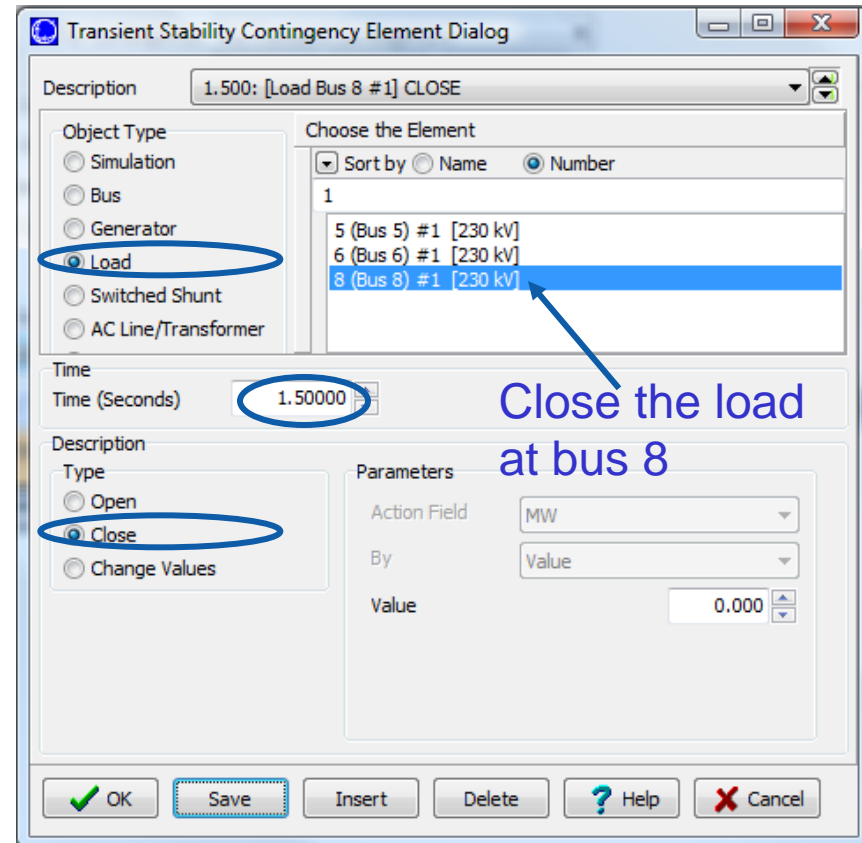 Transient Stability Contingency Element Dialog
Description 1.500: [Load Bus 8 #1] CLOSE
Object Type
Simulation
Bus
Generator
Load
Switched Shunt
AC Line/Transformer
Choose the Element
Sort by Name Number
1
5 (Bus 5) #1 [230 kV]
6 (Bus 6) #1 [230 kV]
8 (Bus 8) #1 [230 kV]
Time
Time (Seconds) 1.50000
Close the load
at bus 8
Description
Type
Open
Close
Change Values
Parameters
Action Field MW
By Value
Value 0.000
OK Save Insert Delete ? Help Cancel